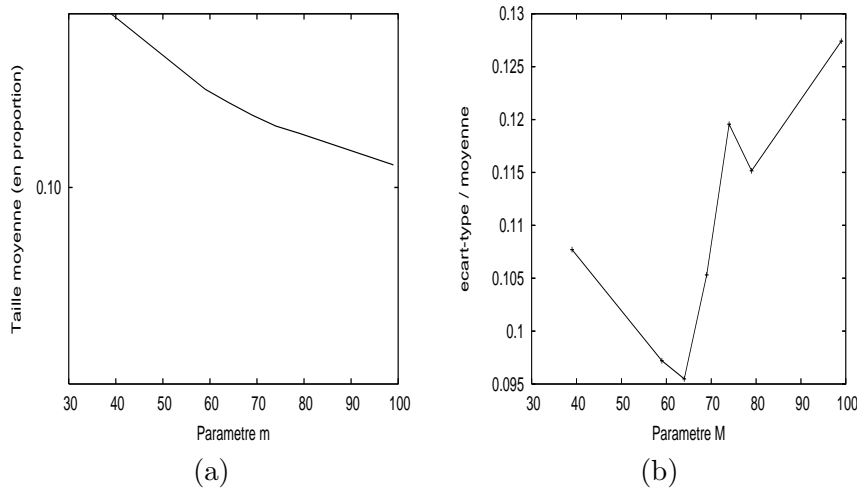 Taille moyenne (en proportion)
0.10
30 40 50 60 70 80 90 100
Parametre m
(a)
ecart-type / moyenne
0.13
0.125
0.12
0.115
0.11
0.105
0.1
0.095
30 40 50 60 70 80 90 100
Parametre M
(b)